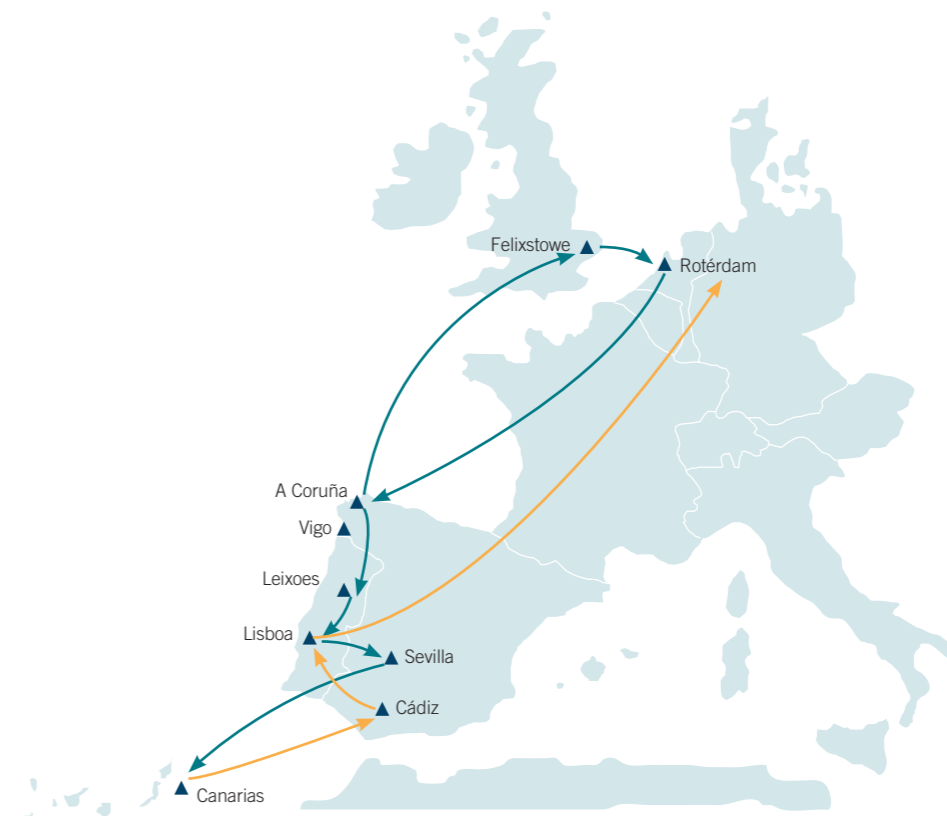 Felixstowe
Rotérdam
A Coruña
Vigo
Leixoes
Lisboa
Sevilla
Cádiz
Canarias